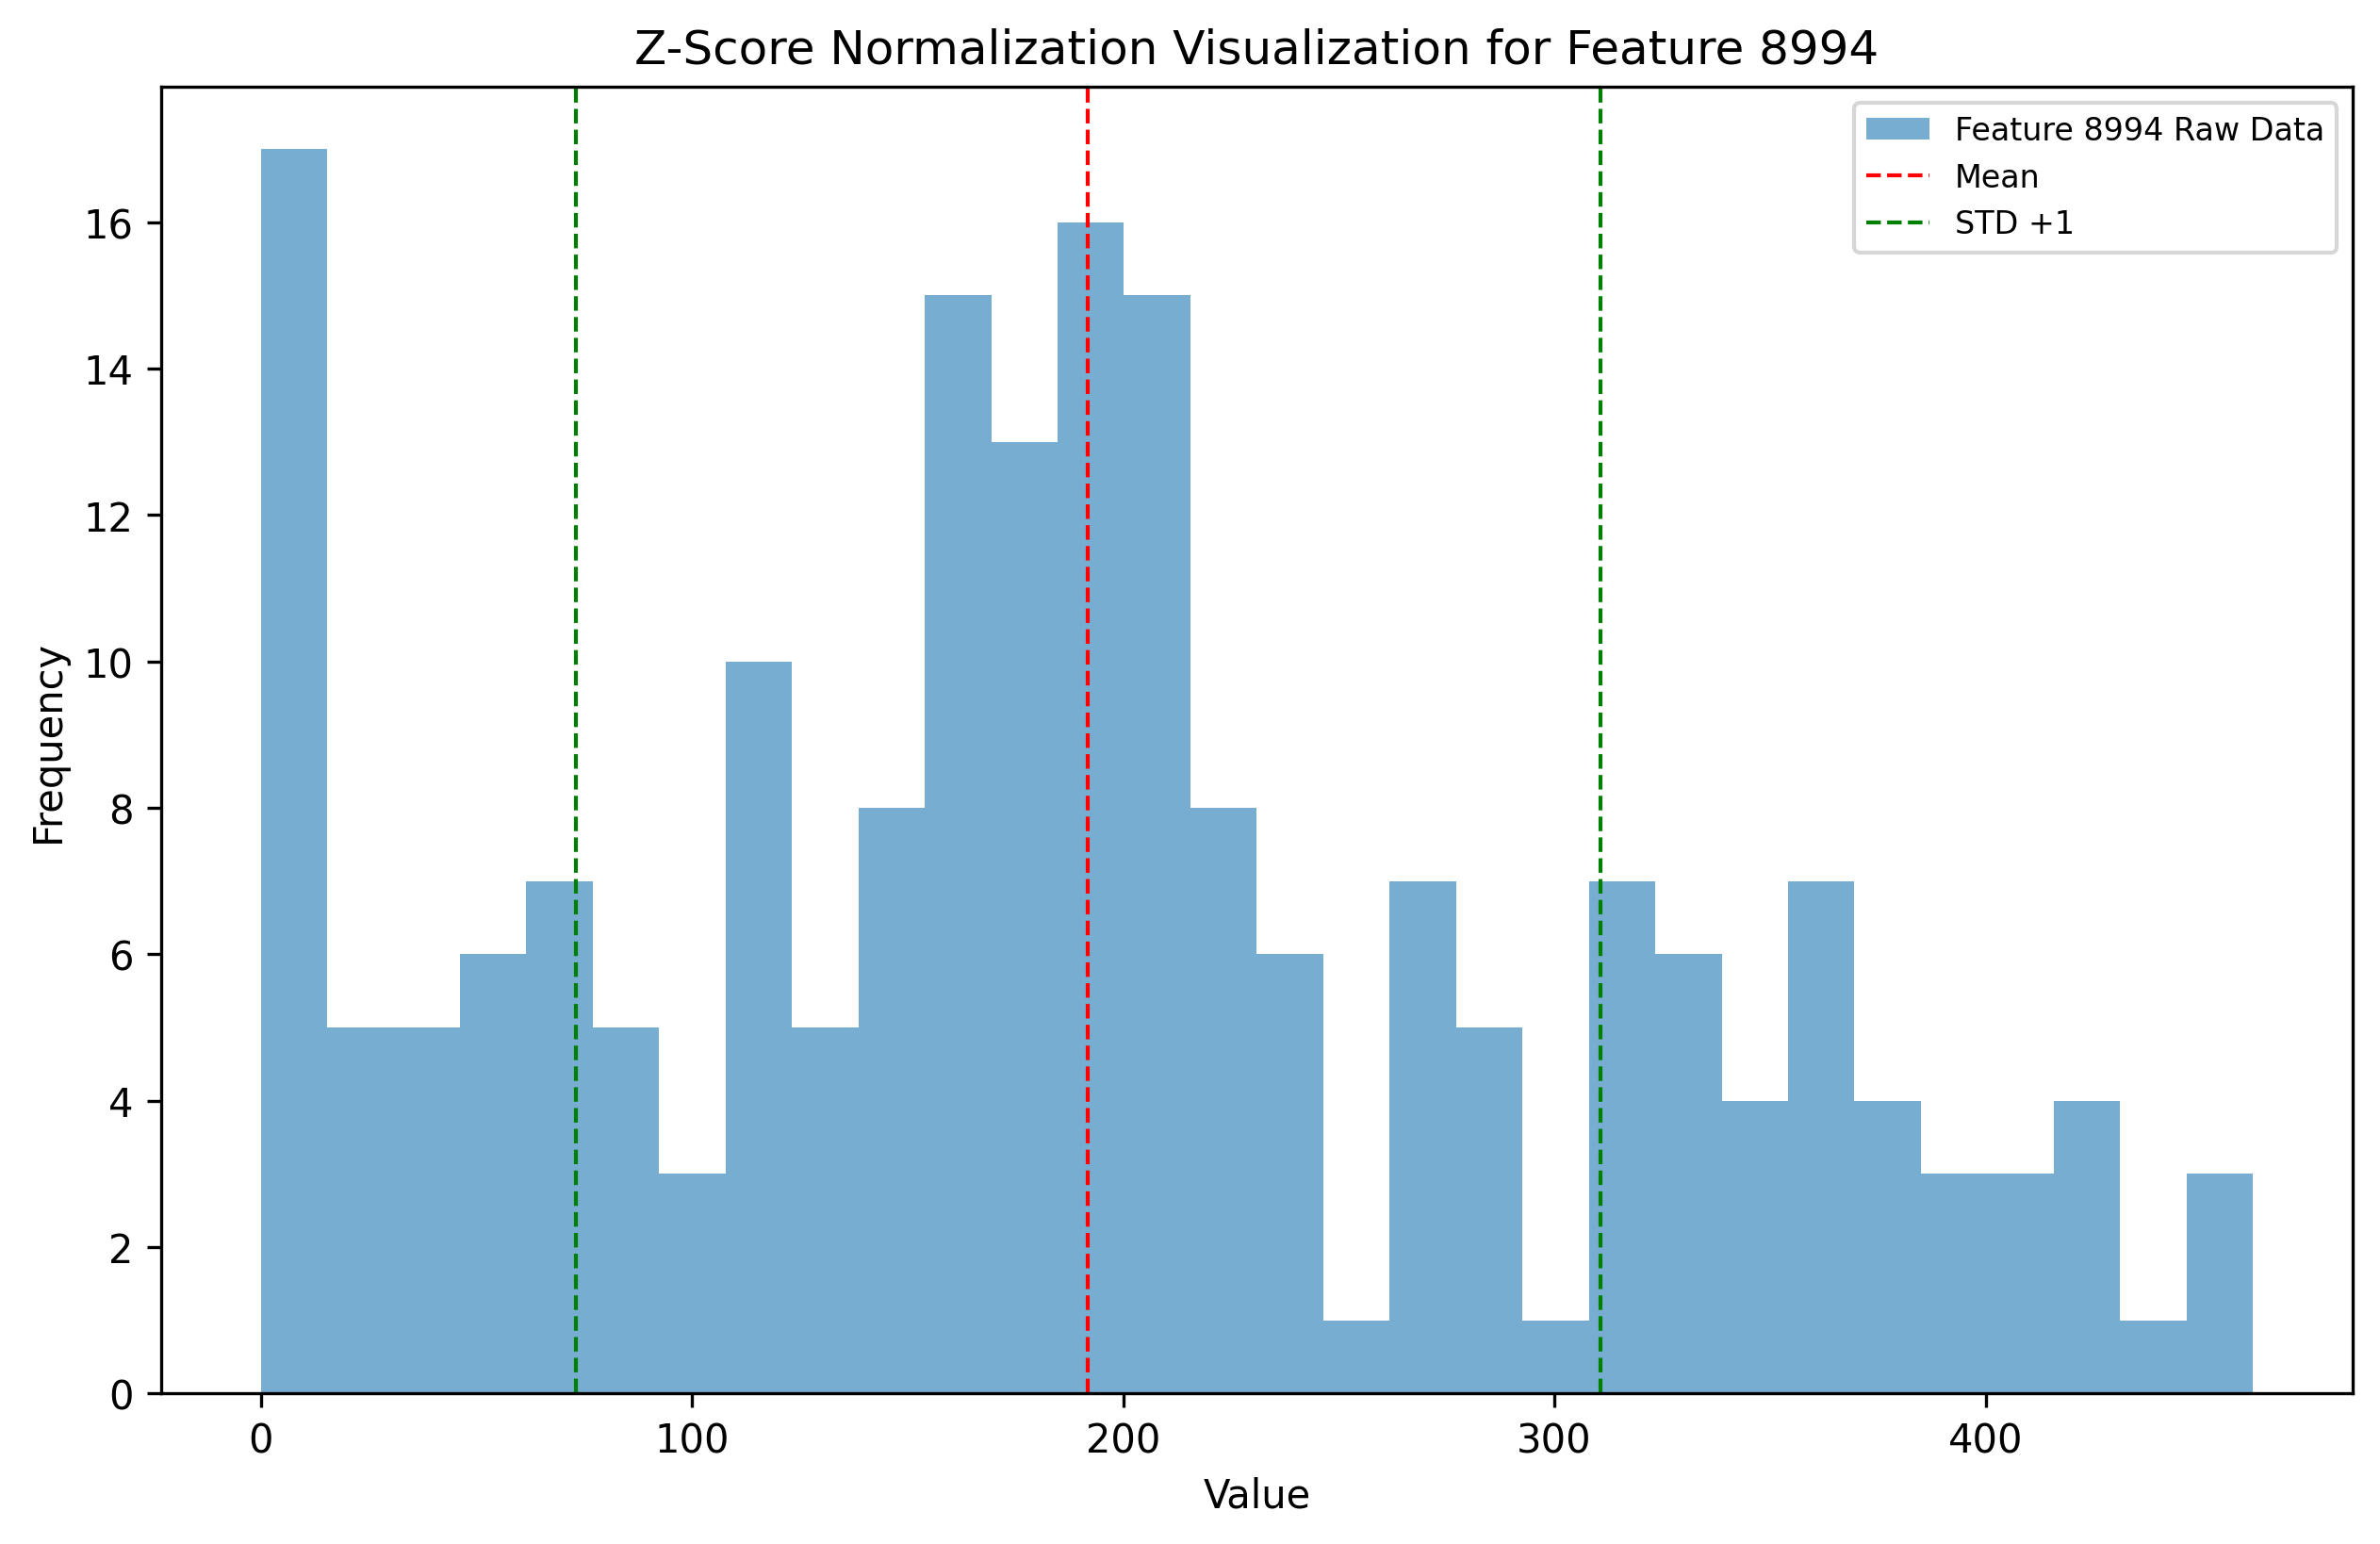 Z-Score Normalization Visualization for Feature 8994
Feature 8994 Raw Data
Mean
STD +1
Frequency
16
14
12
10
8
6
4
2
0
0 100 200 300 400
Value